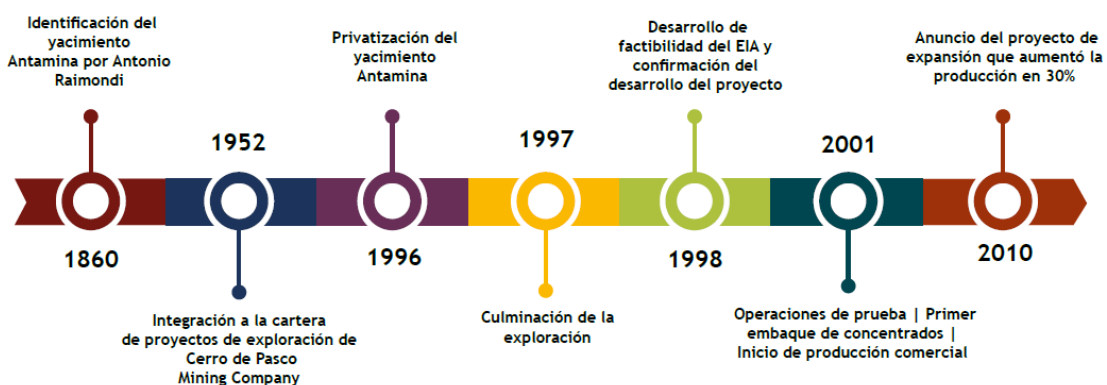 Identificación del
yacimiento
Antamina por Antonio
Raimondi
1860
1952
Integración a la cartera
de proyectos de exploración de
Cerro de Pasco
Mining Company
Privatización del
yacimiento
Antamina
1996
1997
Culminación de la
exploración
Desarrollo de
factibilidad del EIA y
confirmación del
desarrollo del proyecto
1998
2001
Operaciones de prueba | Primer
embaque de concentrados |
Inicio de producción comercial
Anuncio del proyecto de
expansión que aumentó la
producción en 30%
2010